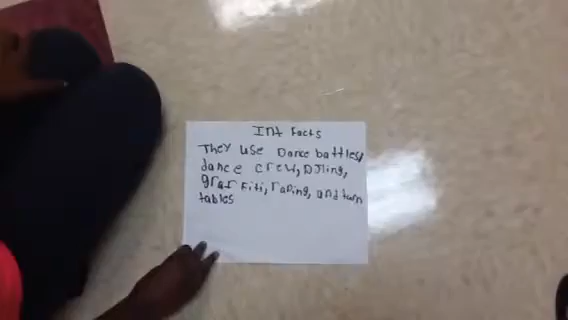 Int Facts
They use Dance battles,
dance crew, DJing,
graffiti, raping, and turn
tables